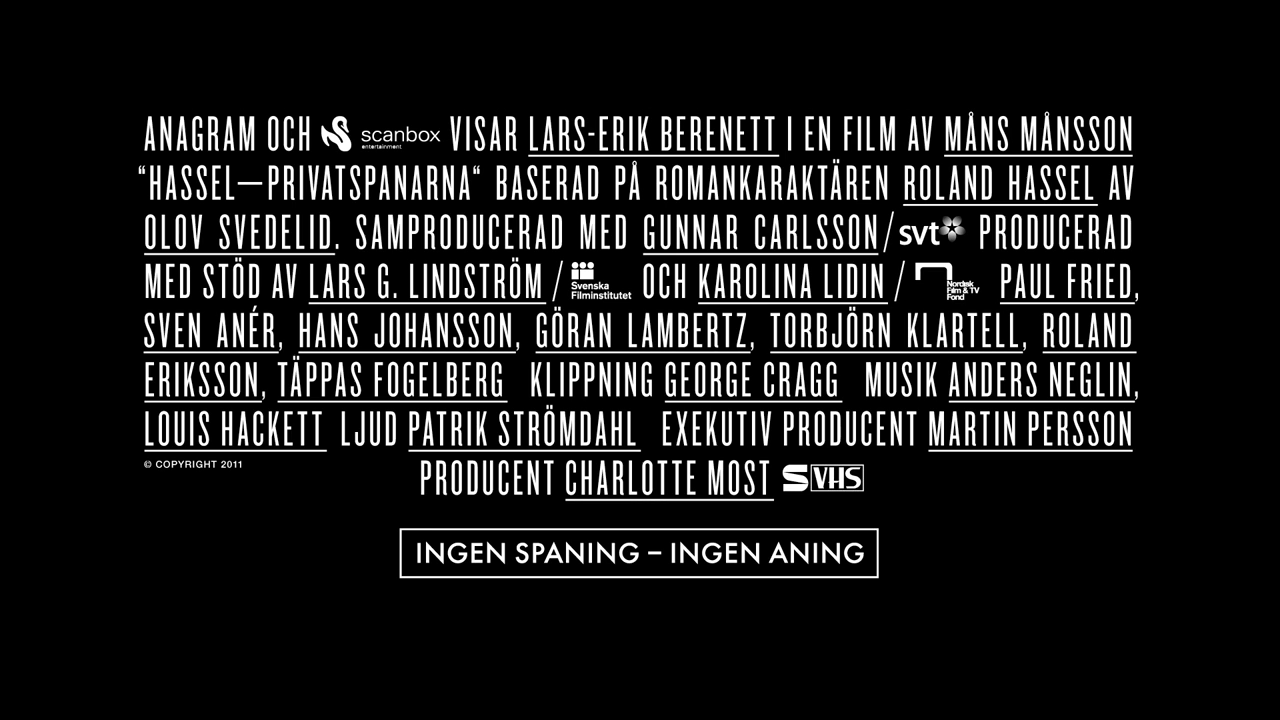 ANAGRAM OCH scanbox entertainment VISAR LARS-ERIK BERENETT I EN FILM AV MÅNS MÅNSSON
“HASSEL—PRIVATSPANARNA“ BASERAD PÅ ROMANKARAKTÄREN ROLAND HASSEL AV
OLOV SVEDELID. SAMPRODUCERAD MED GUNNAR CARLSSON/svt PRODUCERAD
MED STÖD AV LARS G. LINDSTRÖM / Svenska Filminstitutet OCH KAROLINA LIDIN / Nordisk Film & TV Fond PAUL FRIED,
SVEN ANÉR, HANS JOHANSSON, GÖRAN LAMBERTZ, TORBJÖRN KLARTELL, ROLAND
ERIKSSON, TÄPPAS FOGELBERG KLIPPNING GEORGE CRAGG MUSIK ANDERS NEGLIN,
LOUIS HACKETT LJUD PATRIK STRÖMDAHL EXEKUTIV PRODUCENT MARTIN PERSSON
© COPYRIGHT 2011
PRODUCENT CHARLOTTE MOST S VHS
INGEN SPANING – INGEN ANING